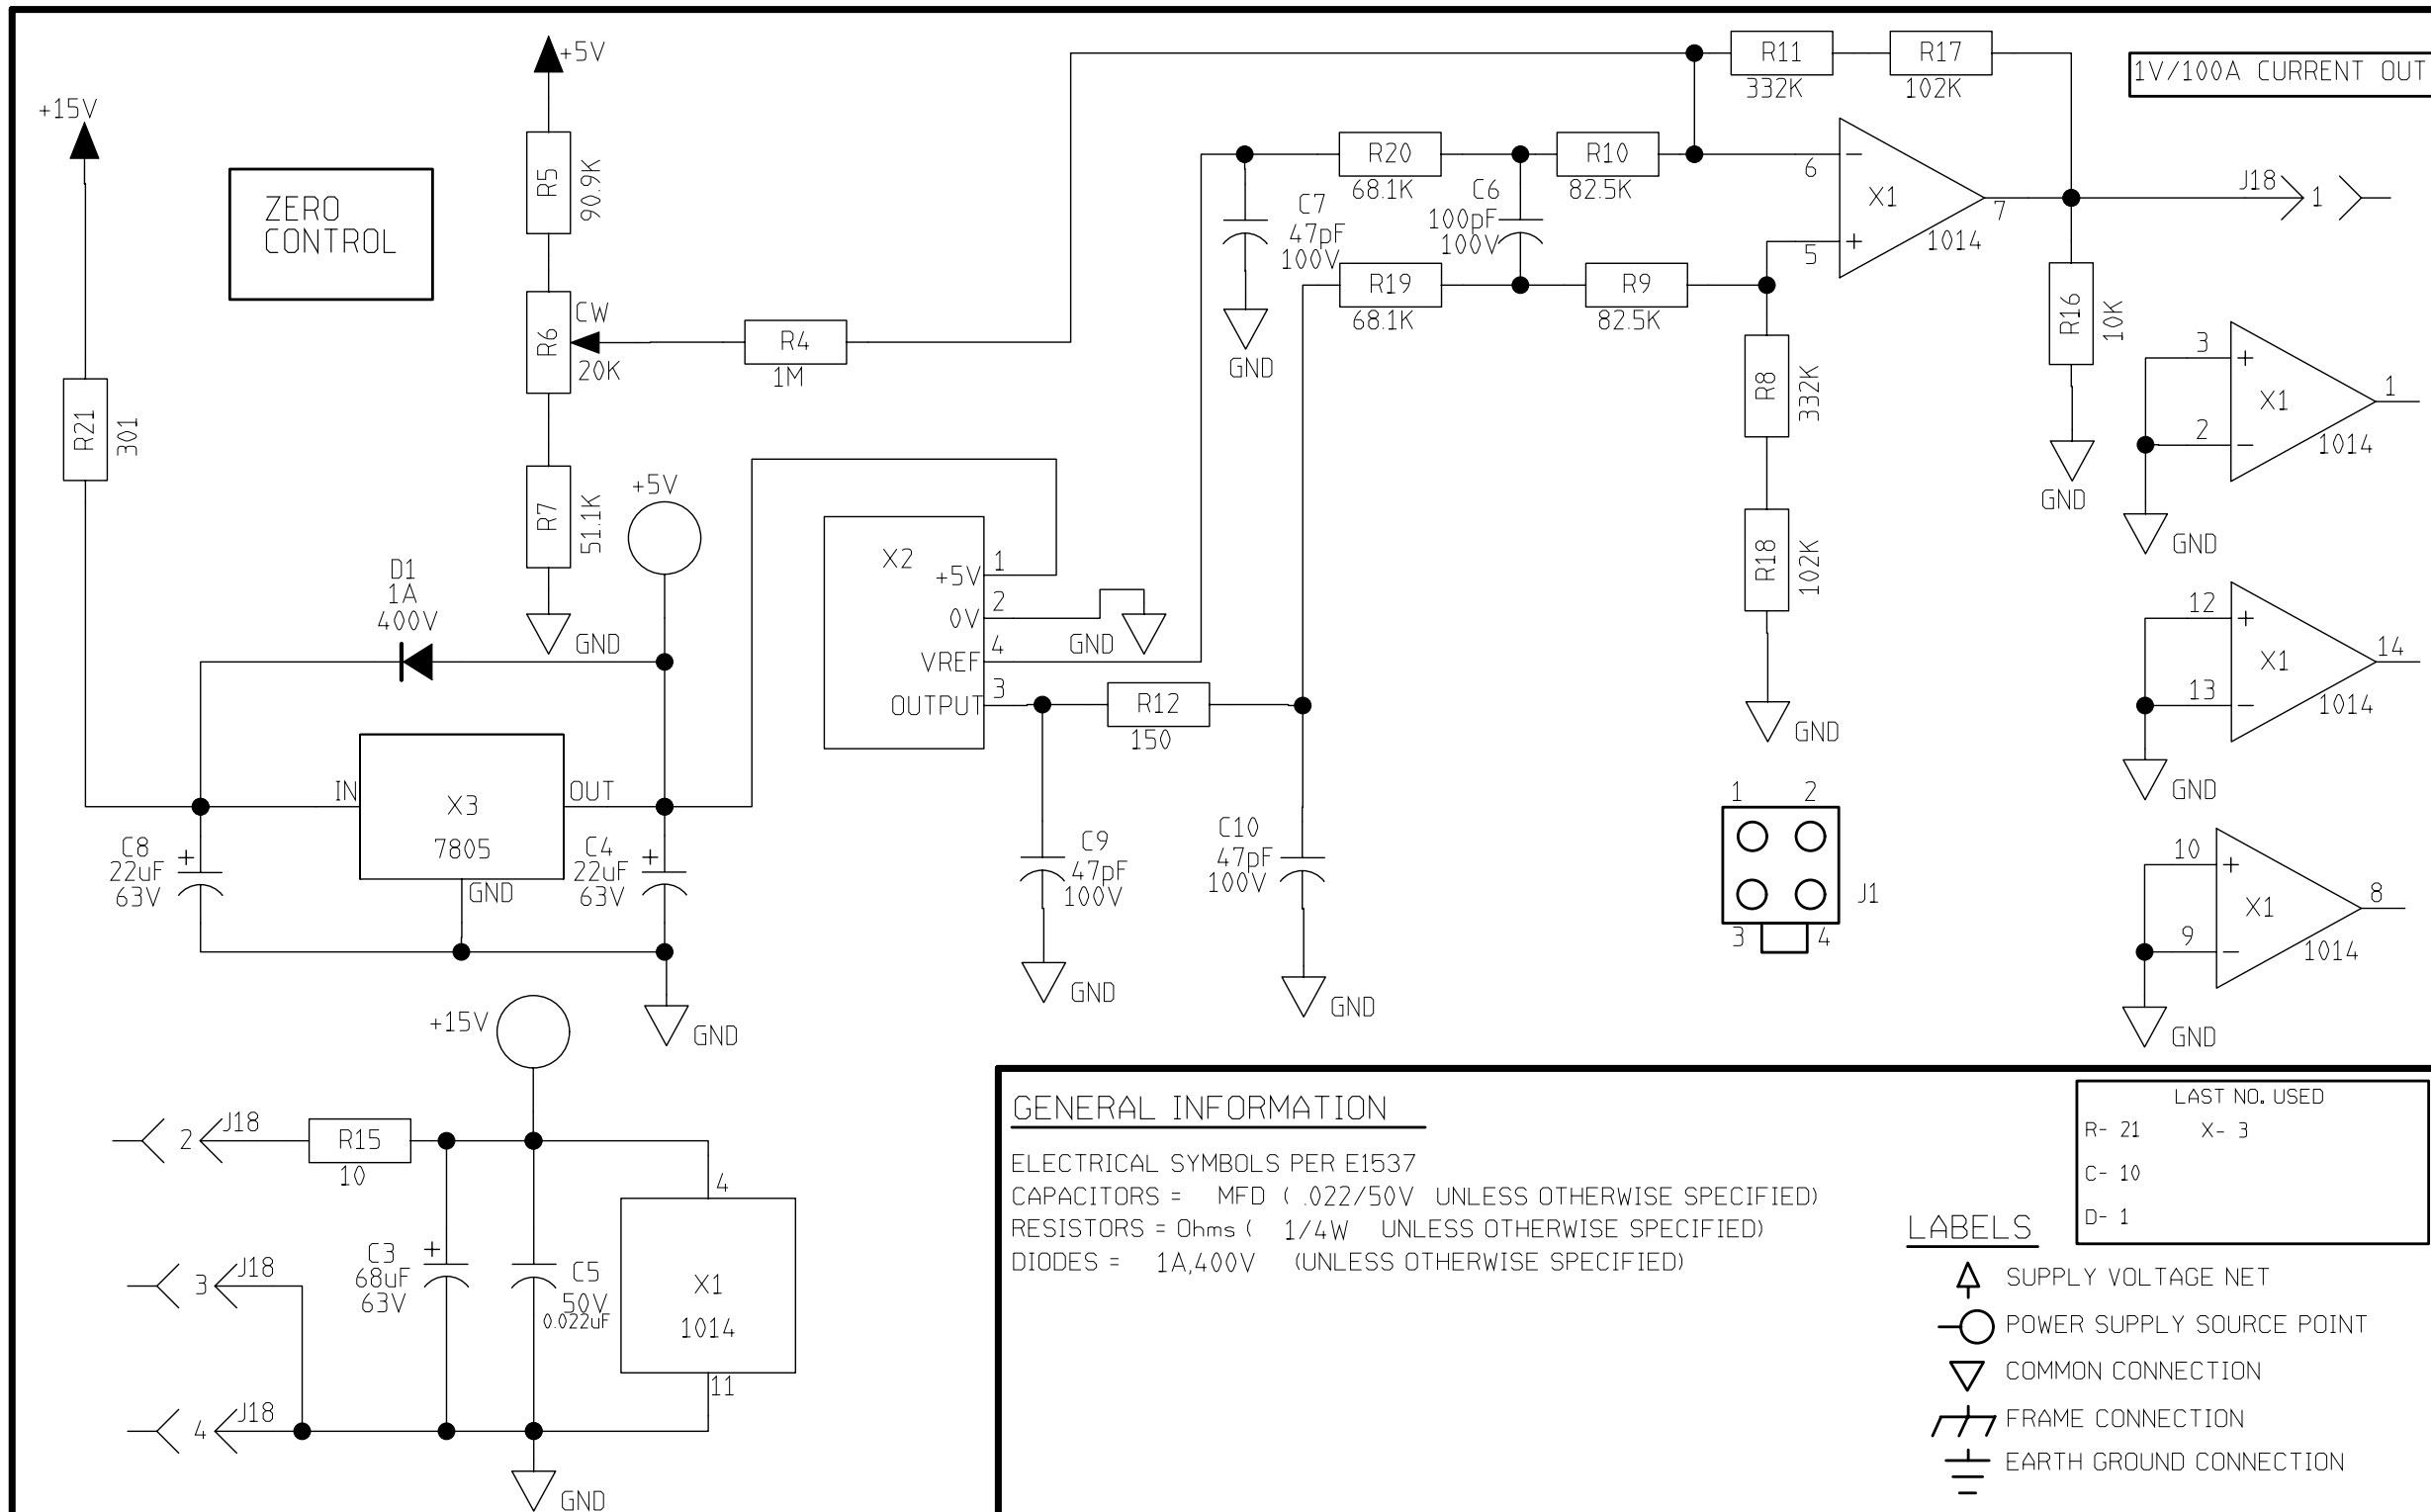 +5V
R11
332K
R17
102K
1V/100A CURRENT OUT
+15V
R5
90.9K
ZERO
CONTROL
R20
68.1K
R10
82.5K
C6
100pF
100V
C7
47pF
100V
6
5
X1
7
1014
J18
1
R19
68.1K
R9
82.5K
R16
10K
GND
GND
R6
CW
20K
R4
1M
R8
332K
3
2
X1
1
1014
GND
R21
301
R7
51.1K
GND
+5V
R18
102K
GND
X2
+5V
1
0V
2
GND
VREF
4
OUTPUT
3
R12
150
12
13
X1
14
1014
GND
D1
1A
400V
IN
X3
7805
OUT
GND
C8
+
22uF
63V
C4
+
22uF
63V
GND
C9
47pF
100V
GND
C10
47pF
100V
GND
1
2
3
4
J1
10
9
X1
8
1014
GND
+15V
2
J18
R15
10
3
J18
4
J18
C3
+
68uF
63V
C5
50V
0.022uF
4
X1
1014
11
GND
GENERAL INFORMATION
ELECTRICAL SYMBOLS PER E1537
CAPACITORS = MFD ( .022/50V UNLESS OTHERWISE SPECIFIED)
RESISTORS = Ohms ( 1/4W UNLESS OTHERWISE SPECIFIED)
DIODES = 1A,400V (UNLESS OTHERWISE SPECIFIED)
LAST NO. USED
R- 21 X- 3
C- 10
D- 1
LABELS
SUPPLY VOLTAGE NET
POWER SUPPLY SOURCE POINT
COMMON CONNECTION
FRAME CONNECTION
EARTH GROUND CONNECTION